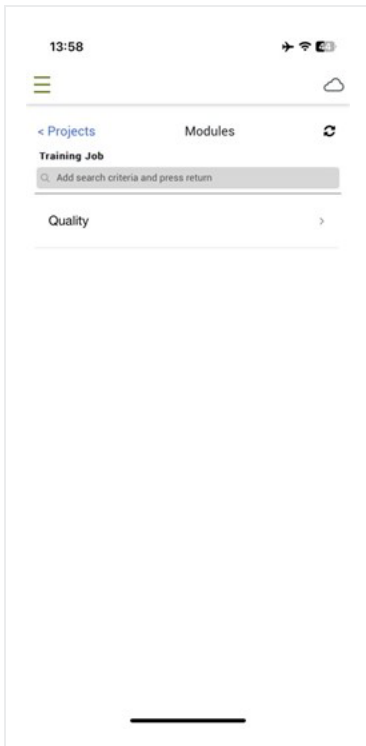 13:58
< Projects
Modules
Training Job
Add search criteria and press return
Quality
>